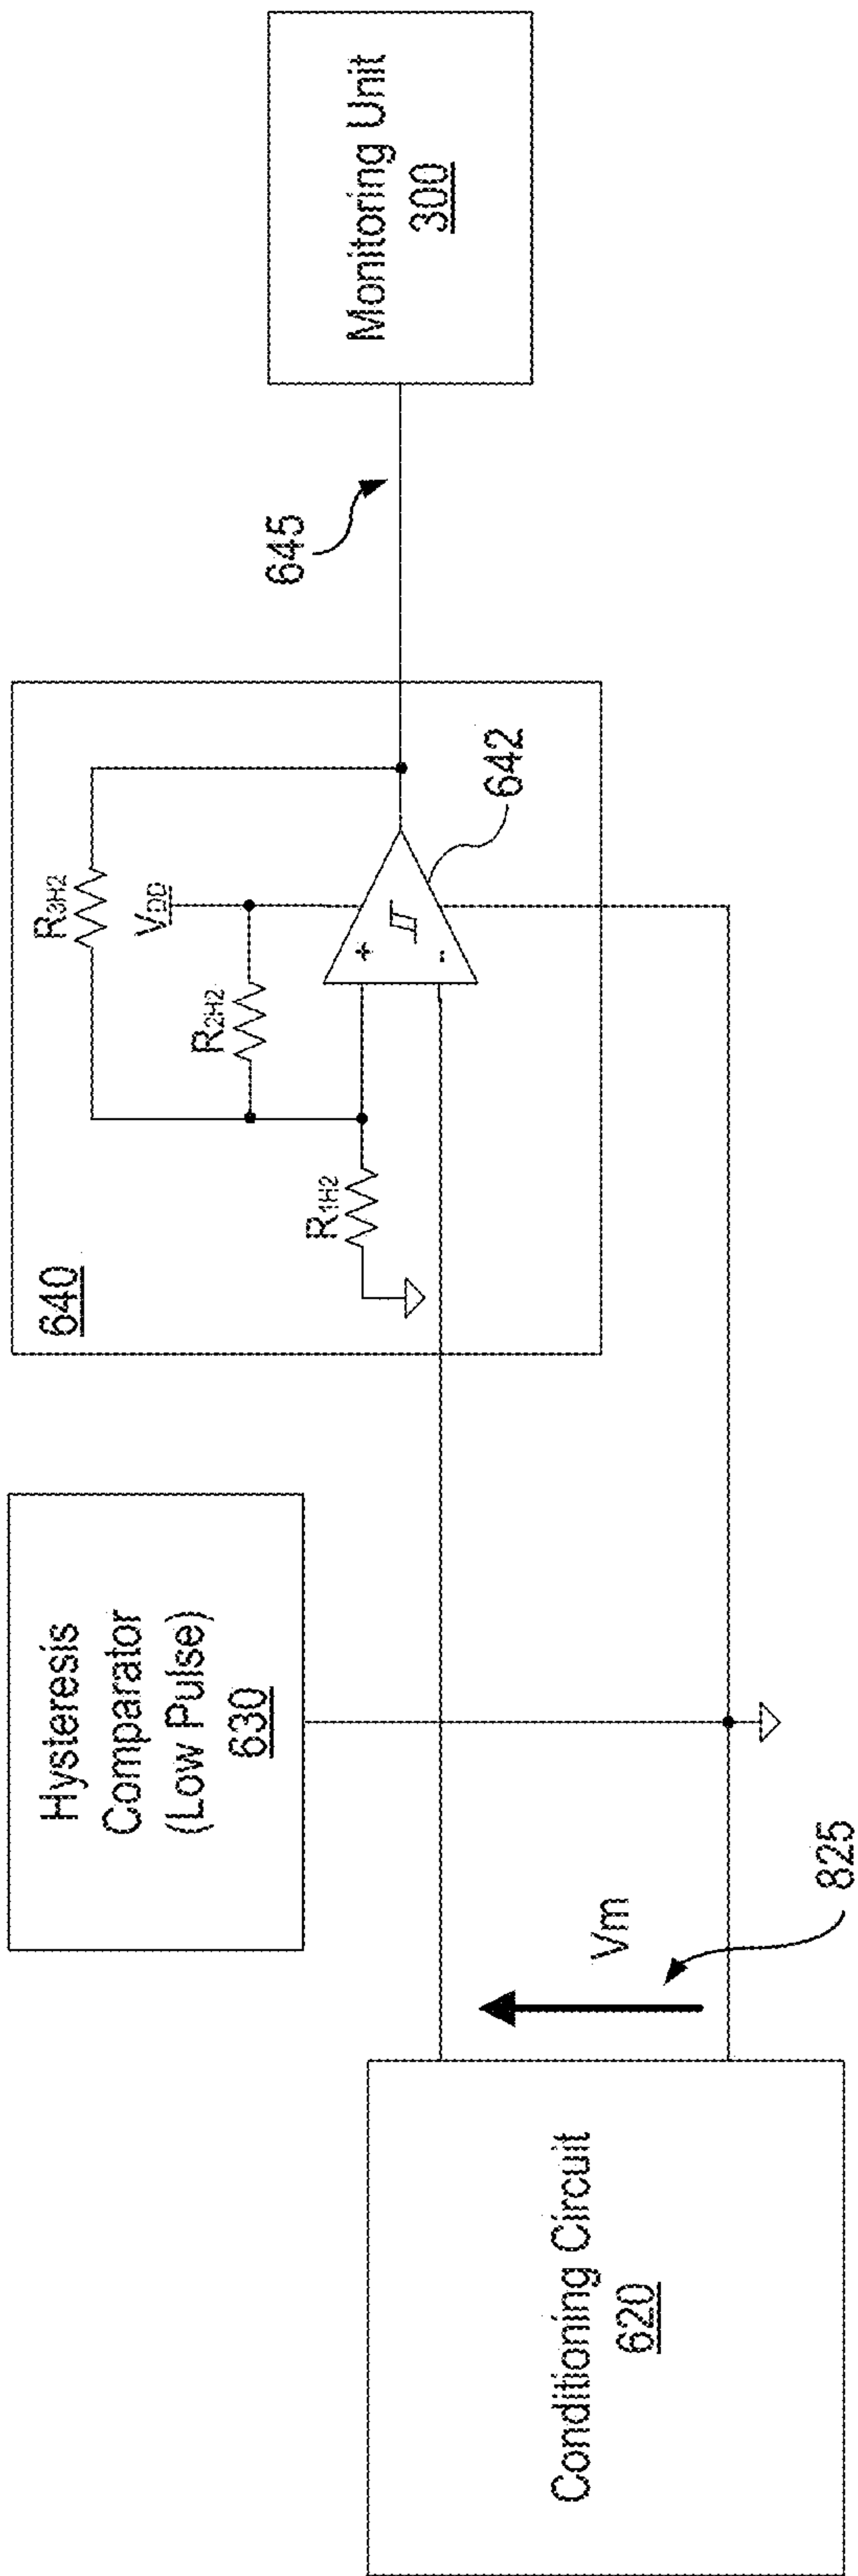 Conditioning Circuit
620
Vm
825
Hysteresis
Comparator
(Low Pulse)
630
640
R1H2
R2H2
R3H2
VDD
+
-
642
645
Monitoring Unit
300